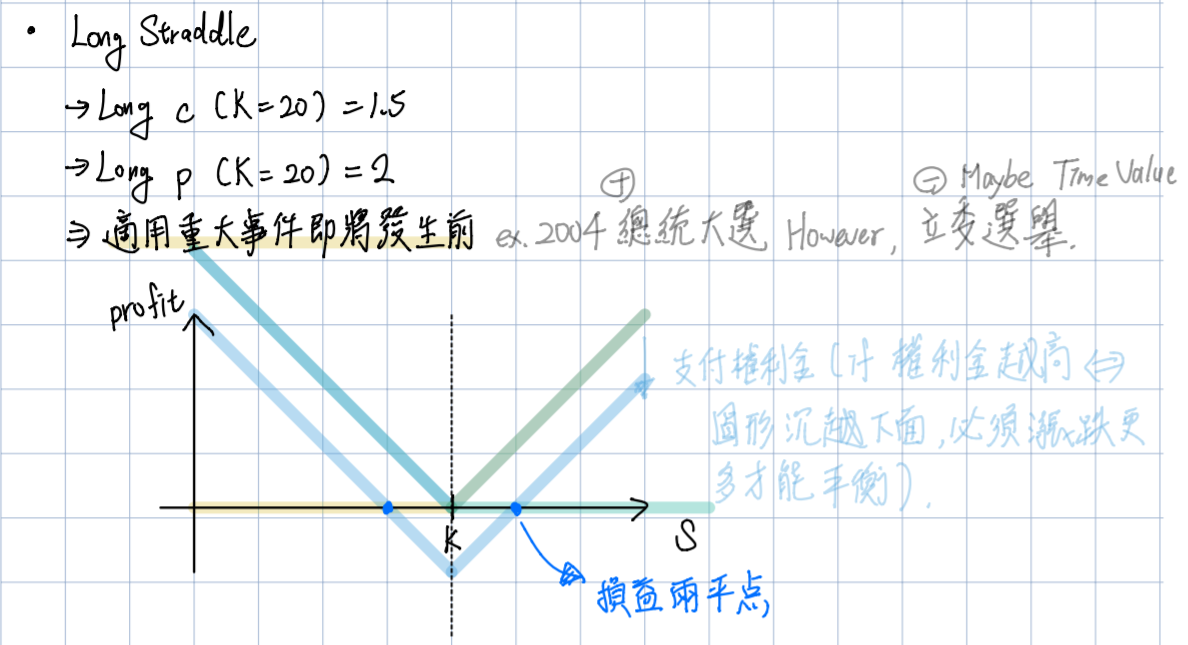 • Long Straddle
→ Long c (K=20) = 1.5
→ Long p (K=20) = 2
⊕ ⊖ Maybe Time Value
⇒ 適用重大事件即將發生前 ex. 2004 總統大選 However, 立委選舉.
profit
支付權利金 (if 權利金越高 ⇔
圖形沉越下面, 必須漲、跌更
多才能平衡).
K
S
損益兩平点